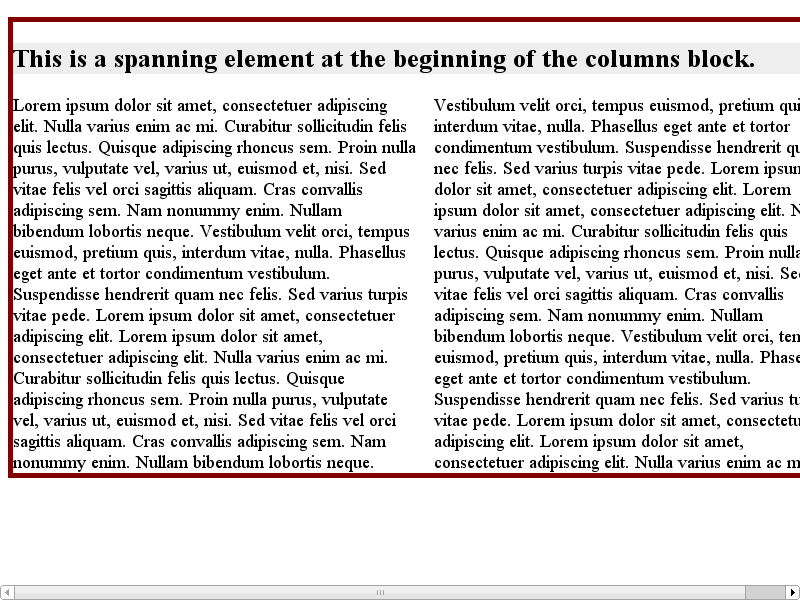 This is a spanning element at the beginning of the columns block.
Lorem ipsum dolor sit amet, consectetuer adipiscing
elit. Nulla varius enim ac mi. Curabitur sollicitudin felis
quis lectus. Quisque adipiscing rhoncus sem. Proin nulla
purus, vulputate vel, varius ut, euismod et, nisi. Sed
vitae felis vel orci sagittis aliquam. Cras convallis
adipiscing sem. Nam nonummy enim. Nullam
bibendum lobortis neque. Vestibulum velit orci, tempus
euismod, pretium quis, interdum vitae, nulla. Phasellus
eget ante et tortor condimentum vestibulum.
Suspendisse hendrerit quam nec felis. Sed varius turpis
vitae pede. Lorem ipsum dolor sit amet, consectetuer
adipiscing elit. Lorem ipsum dolor sit amet,
consectetuer adipiscing elit. Nulla varius enim ac mi.
Curabitur sollicitudin felis quis lectus. Quisque
adipiscing rhoncus sem. Proin nulla purus, vulputate
vel, varius ut, euismod et, nisi. Sed vitae felis vel orci
sagittis aliquam. Cras convallis adipiscing sem. Nam
nonummy enim. Nullam bibendum lobortis neque.
Vestibulum velit orci, tempus euismod, pretium
interdum vitae, nulla. Phasellus eget ante et tortor
condimentum vestibulum. Suspendisse hendrerit
nec felis. Sed varius turpis vitae pede. Lorem
dolor sit amet, consectetuer adipiscing elit. Lorem
ipsum dolor sit amet, consectetuer adipiscing elit.
varius enim ac mi. Curabitur sollicitudin felis quis
lectus. Quisque adipiscing rhoncus sem. Proin
purus, vulputate vel, varius ut, euismod et, nisi.
vitae felis vel orci sagittis aliquam. Cras convallis
adipiscing sem. Nam nonummy enim. Nullam
bibendum lobortis neque. Vestibulum velit orci,
euismod, pretium quis, interdum vitae, nulla.
eget ante et tortor condimentum vestibulum.
Suspendisse hendrerit quam nec felis. Sed varius
vitae pede. Lorem ipsum dolor sit amet,
adipiscing elit. Lorem ipsum dolor sit amet,
consectetuer adipiscing elit. Nulla varius enim ac